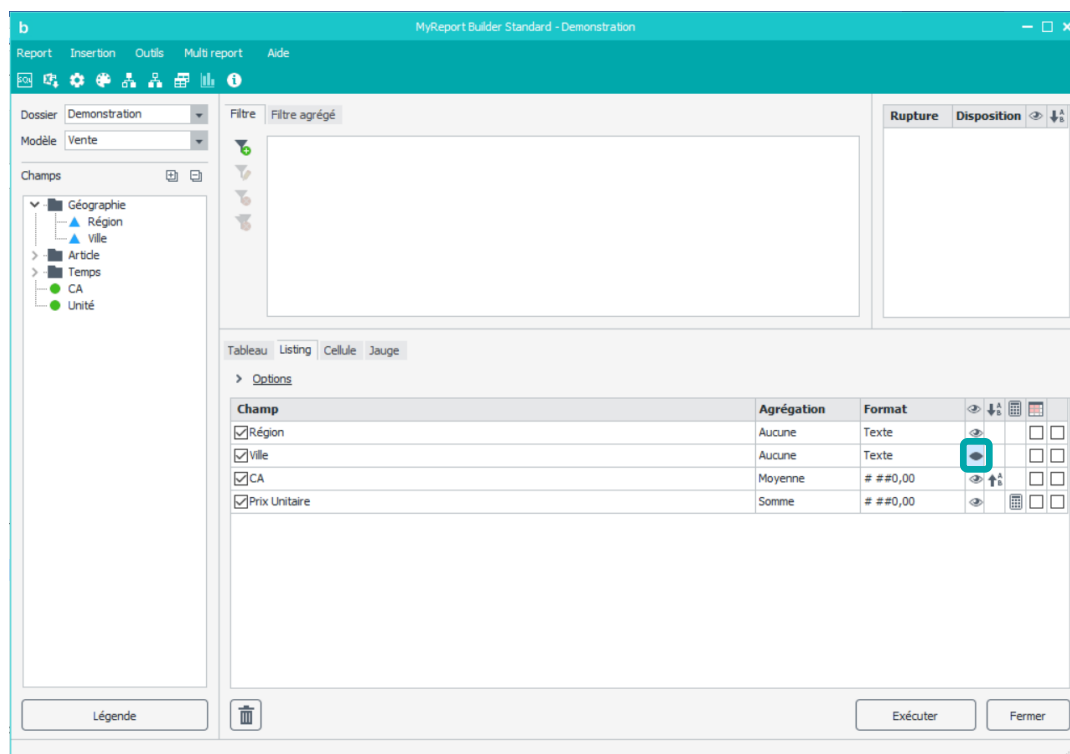 b MyReport Builder Standard - Demonstration
Report Insertion Outils Multi report Aide
SQL
Dossier Demonstration
Modèle Vente
Champs
Géographie
Région
Ville
Article
Temps
CA
Unité
Légende
Filtre Filtre agrégé
Rupture Disposition
Tableau Listing Cellule Jauge
Options
Champ Agrégation Format
Région Aucune Texte
Ville Aucune Texte
CA Moyenne # ##0,00
Prix Unitaire Somme # ##0,00
Exécuter Fermer